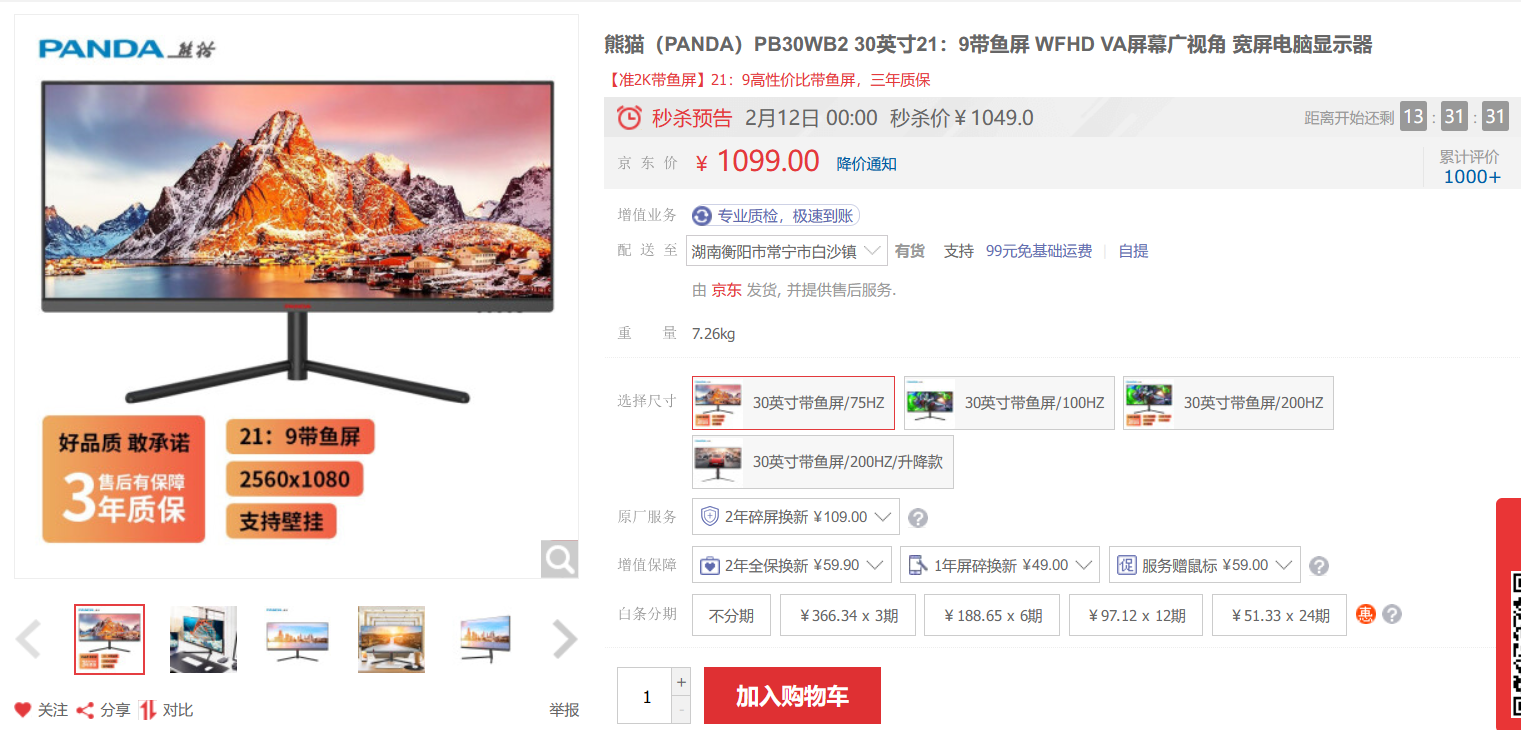 PANDA 熊猫
好品质 敢承诺
3年质保
售后有保障
21：9带鱼屏
2560x1080
支持壁挂
关注
分享
对比
举报
熊猫（PANDA）PB30WB2 30英寸21：9带鱼屏 WFHD VA屏幕广视角 宽屏电脑显示器
【准2K带鱼屏】21：9高性价比带鱼屏，三年质保
秒杀预告 2月12日 00:00 秒杀价￥1049.0 距离开始还剩 13 : 31 : 31
京东价 ￥ 1099.00 降价通知 累计评价
1000+
增值业务 专业质检，极速到账
配送至 湖南衡阳市常宁市白沙镇 有货 支持 99元免基础运费 自提
由 京东 发货, 并提供售后服务.
重量 7.26kg
选择尺寸 30英寸带鱼屏/75HZ 30英寸带鱼屏/100HZ 30英寸带鱼屏/200HZ
30英寸带鱼屏/200HZ/升降款
原厂服务 2年碎屏换新 ￥109.00 ?
增值保障 2年全保换新 ￥59.90 1年屏碎换新 ￥49.00 促 服务赠鼠标 ￥59.00 ?
白条分期 不分期 ￥366.34 x 3期 ￥188.65 x 6期 ￥97.12 x 12期 ￥51.33 x 24期 惠 ?
1 + - 加入购物车